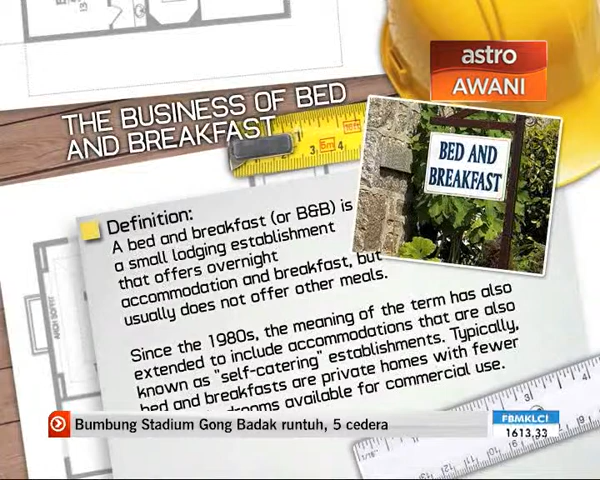 astro
AWANI
THE BUSINESS OF BED
AND BREAKFAST
BED AND
BREAKFAST
Definition:
A bed and breakfast (or B&B) is
a small lodging establishment
that offers overnight
accommodation and breakfast, but
usually does not offer other meals.
Since the 1980s, the meaning of the term has also
extended to include accommodations that are also
known as "self-catering" establishments. Typically,
bed and breakfasts are private homes with fewer
available for commercial use.
Bumbung Stadium Gong Badak runtuh, 5 cedera
FBMKLCI
1613.33